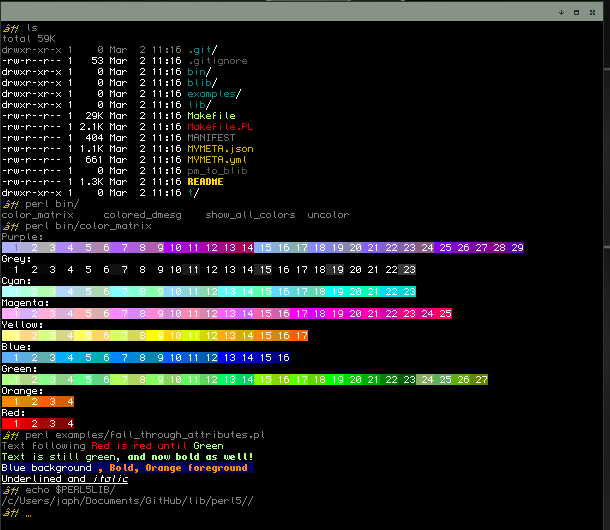 ls
total 59K
drwxr-xr-x 1 0 Mar 2 11:16 .git/
-rw-r--r-- 1 53 Mar 2 11:16 .gitignore
drwxr-xr-x 1 0 Mar 2 11:16 bin/
drwxr-xr-x 1 0 Mar 2 11:16 blib/
drwxr-xr-x 1 0 Mar 2 11:16 examples/
drwxr-xr-x 1 0 Mar 2 11:16 lib/
-rw-r--r-- 1 29K Mar 2 11:16 Makefile
-rw-r--r-- 1 2.1K Mar 2 11:16 Makefile.PL
-rw-r--r-- 1 404 Mar 2 11:16 MANIFEST
-rw-r--r-- 1 1.1K Mar 2 11:16 MYMETA.json
-rw-r--r-- 1 661 Mar 2 11:16 MYMETA.yml
-rw-r--r-- 1 0 Mar 2 11:16 pm_to_blib
-rw-r--r-- 1 1.3K Mar 2 11:16 README
drwxr-xr-x 1 0 Mar 2 11:16 t/
perl bin/
color_matrix colored_dmesg show_all_colors uncolor
perl bin/color_matrix
Purple:
1 2 3 4 5 6 7 8 9 10 11 12 13 14 15 16 17 18 19 20 21 22 23 24 25 26 27 28 29
Grey:
1 2 3 4 5 6 7 8 9 10 11 12 13 14 15 16 17 18 19 20 21 22 23
Cyan:
1 2 3 4 5 6 7 8 9 10 11 12 13 14 15 16 17 18 19 20 21 22 23
Magenta:
1 2 3 4 5 6 7 8 9 10 11 12 13 14 15 16 17 18 19 20 21 22 23 24 25
Yellow:
1 2 3 4 5 6 7 8 9 10 11 12 13 14 15 16 17
Blue:
1 2 3 4 5 6 7 8 9 10 11 12 13 14 15 16
Green:
1 2 3 4 5 6 7 8 9 10 11 12 13 14 15 16 17 18 19 20 21 22 23 24 25 26 27
Orange:
1 2 3 4
Red:
1 2 3 4
perl examples/fall_through_attributes.pl
Text following Red is red until Green
Text is still green, and now bold as well!
Blue background , Bold, Orange foreground
Underlined and italic
echo $PERL5LIB/
/c/Users/japh/Documents/GitHub/lib/perl5//